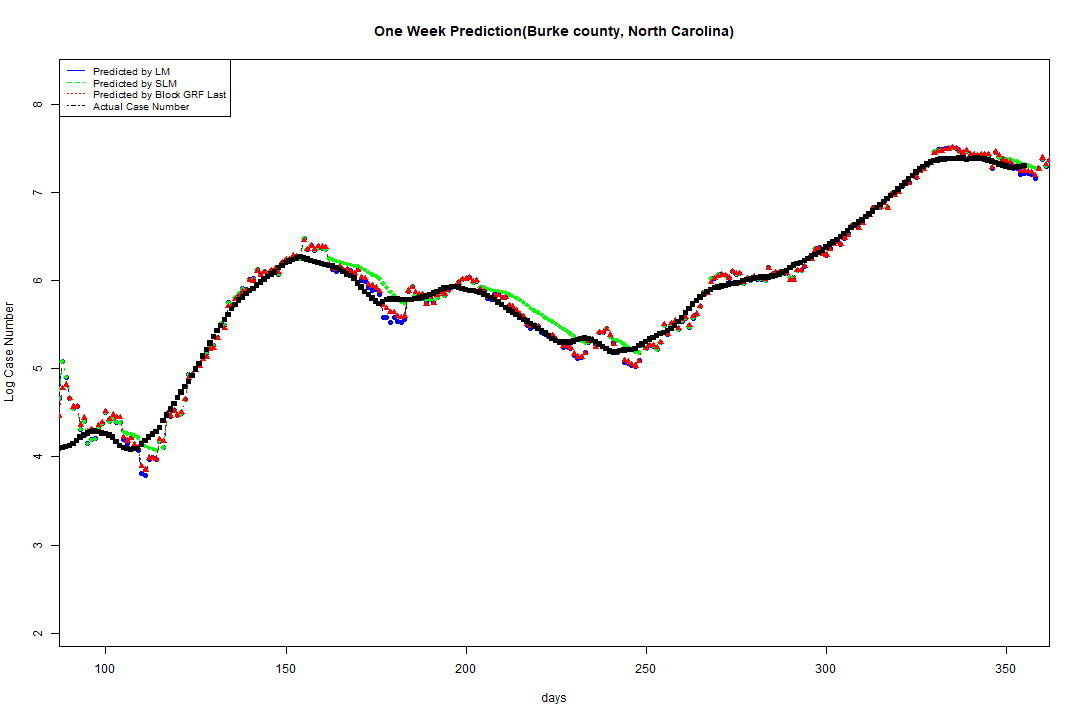 One Week Prediction(Burke county, North Carolina)
Predicted by LM
Predicted by SLM
Predicted by Block GRF Last
Actual Case Number
8
7
6
5
4
3
2
Log Case Number
100 150 200 250 300 350
days